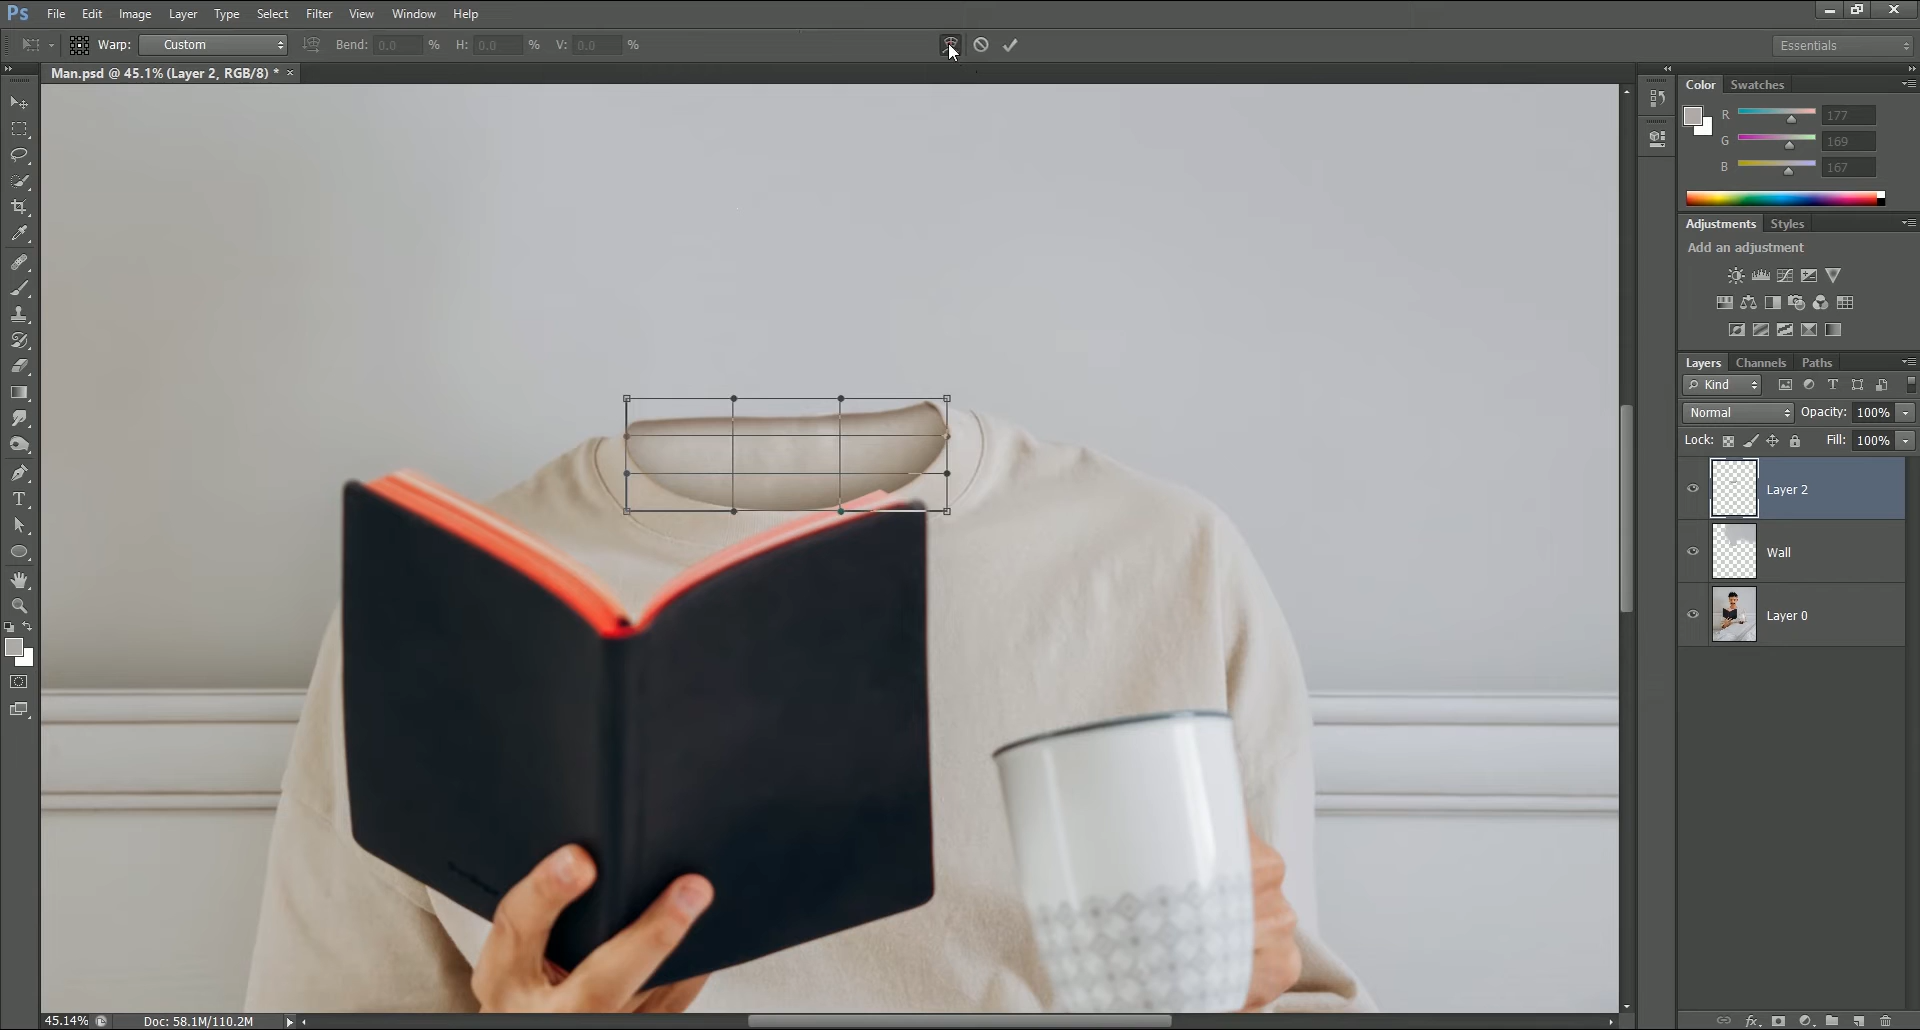 Ps File Edit Image Layer Type Select Filter View Window Help
Warp: Custom Bend: 0.0 % H: 0.0 % V: 0.0 % Essentials
Man.psd @ 45.1% (Layer 2, RGB/8) * ×
Color Swatches
R 177
G 169
B 167
Adjustments Styles
Add an adjustment
Layers Channels Paths
Kind T
Normal Opacity: 100%
Lock: Fill: 100%
Layer 2
Wall
Layer 0
T
45.14% Doc: 58.1M/110.2M
fx